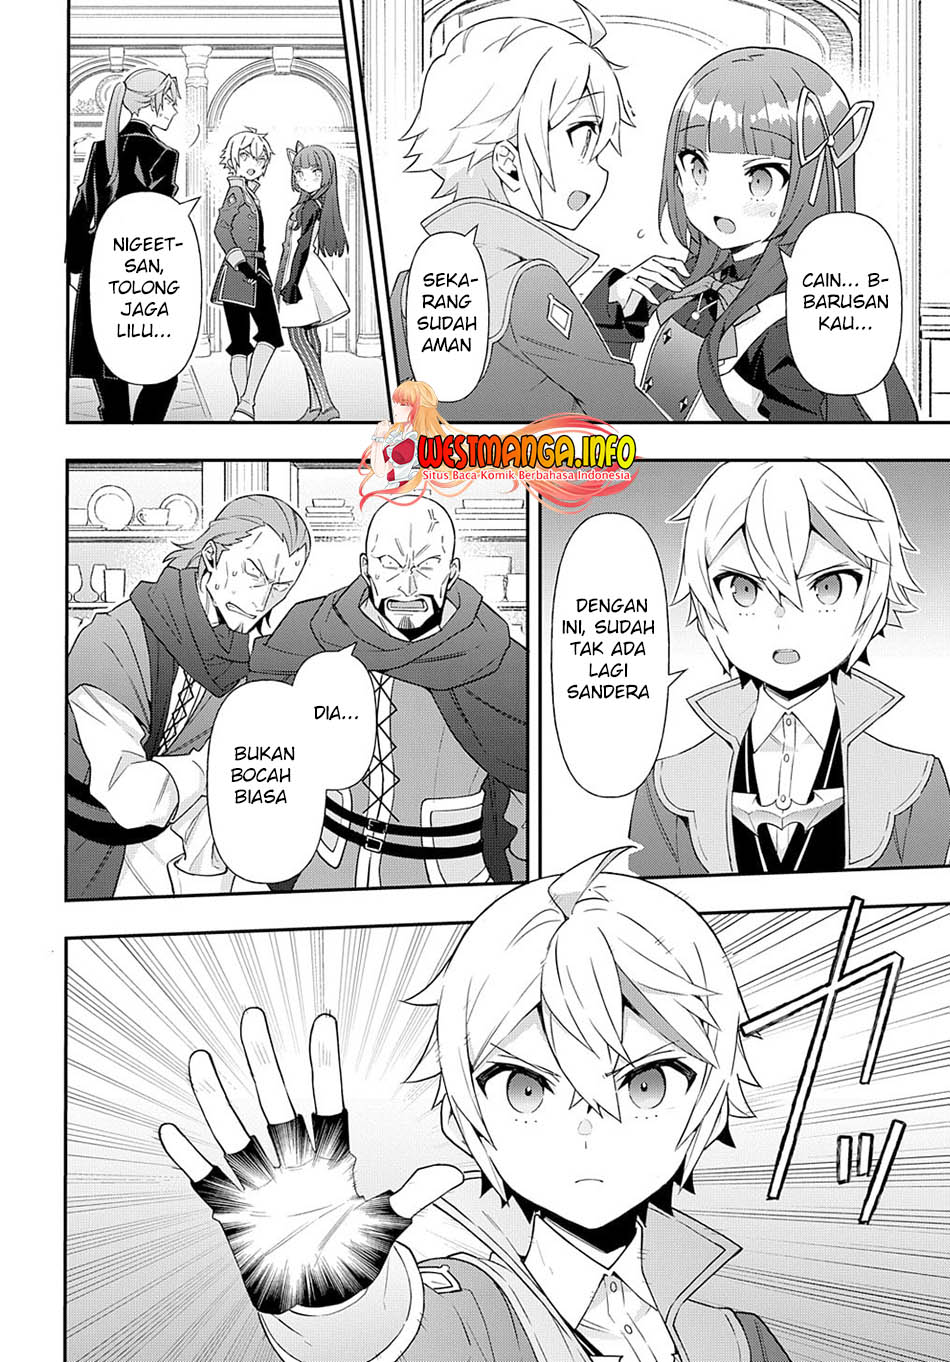 CAIN... B-
BARUSAN
KAU...
SEKA-
RANG
SUDAH
AMAN
NIGEET-
SAN,
TOLONG
JAGA
LILU...
WESTMANGA.INFO
Situs Baca Komik Berbahasa Indonesia
DENGAN
INI, SUDAH
TAK ADA
LAGI
SANDERA
DIA...
BUKAN
BOCAH
BIASA